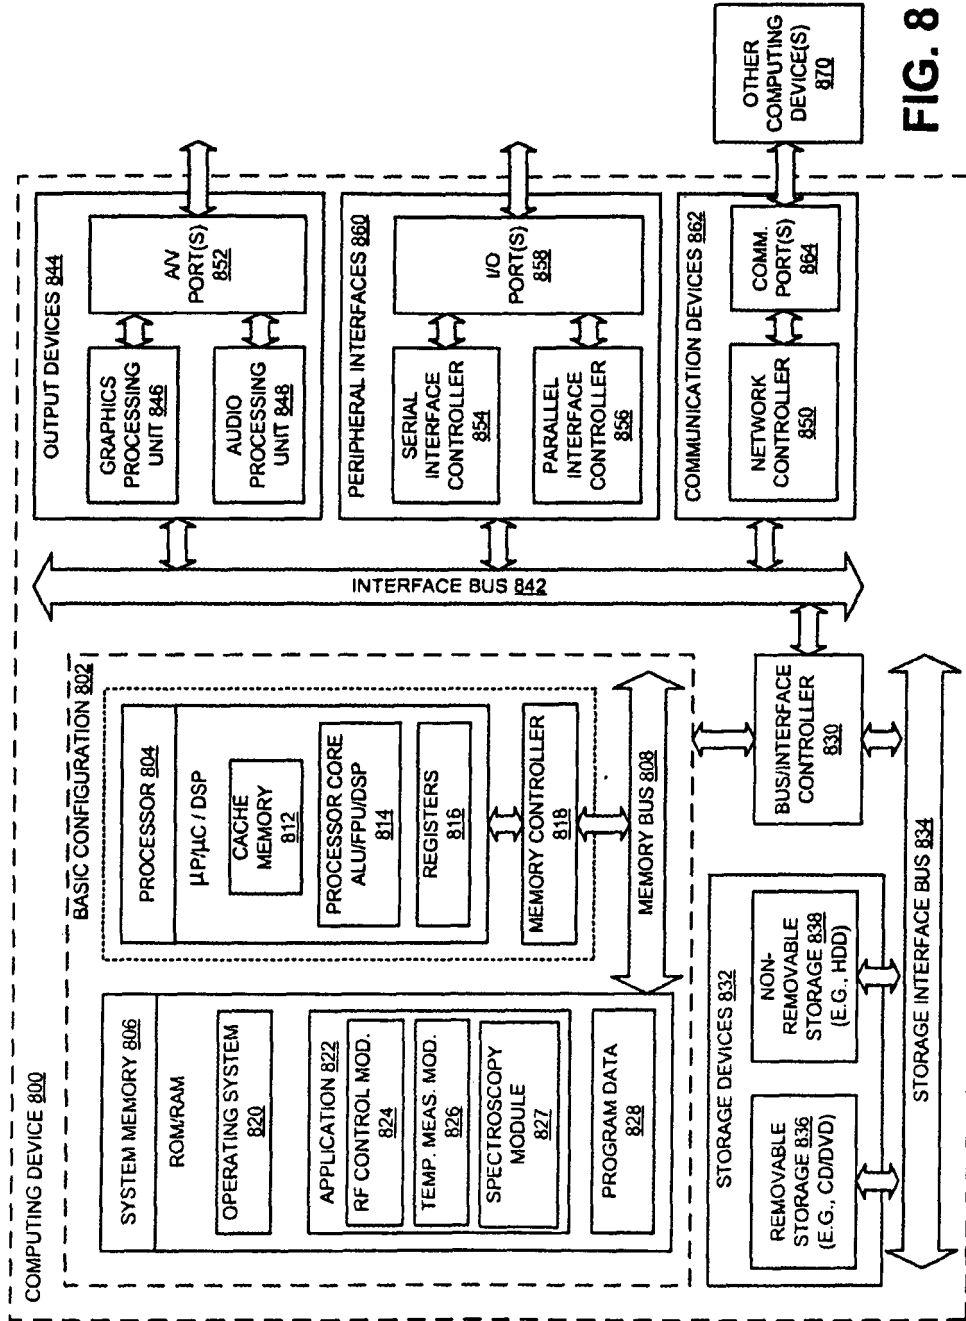 COMPUTING DEVICE 800
BASIC CONFIGURATION 802
SYSTEM MEMORY 806
ROM/RAM
OPERATING SYSTEM
820
APPLICATION 822
RF CONTROL MOD.
824
TEMP. MEAS. MOD.
826
SPECTROSCOPY
MODULE
827
PROGRAM DATA
828
PROCESSOR 804
µP/µC / DSP
CACHE
MEMORY
812
PROCESSOR CORE
ALU/FPU/DSP
814
REGISTERS
816
MEMORY CONTROLLER
818
MEMORY BUS 808
STORAGE DEVICES 832
REMOVABLE
STORAGE 836
(E.G., CD/DVD)
NON-
REMOVABLE
STORAGE 838
(E.G., HDD)
BUS/INTERFACE
CONTROLLER
830
STORAGE INTERFACE BUS 834
INTERFACE BUS 842
OUTPUT DEVICES 844
GRAPHICS
PROCESSING
UNIT 846
AUDIO
PROCESSING
UNIT 848
A/V
PORT(S)
852
PERIPHERAL INTERFACES 860
SERIAL
INTERFACE
CONTROLLER
854
PARALLEL
INTERFACE
CONTROLLER
856
I/O
PORT(S)
858
COMMUNICATION DEVICES 862
NETWORK
CONTROLLER
850
COMM.
PORT(S)
864
OTHER
COMPUTING
DEVICE(S)
870
FIG. 8